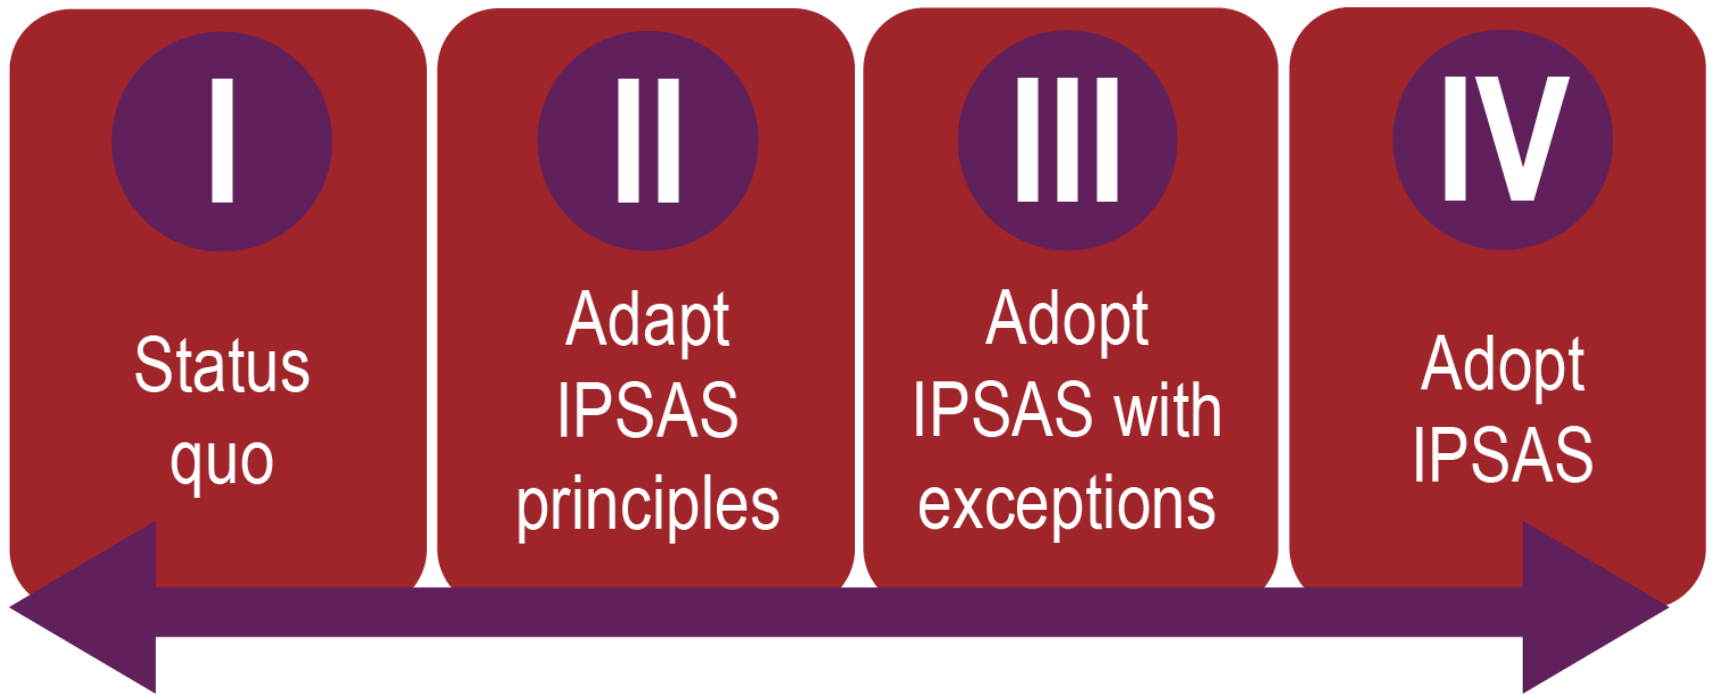 I
Status
quo
II
Adapt
IPSAS
principles
III
Adopt
IPSAS with
exceptions
IV
Adopt
IPSAS